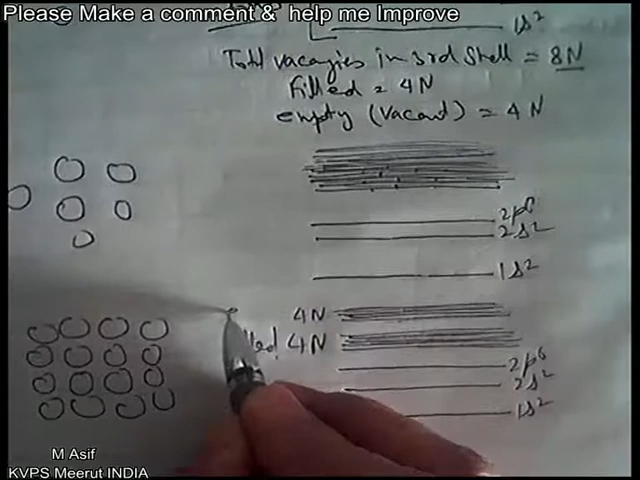 Please Make a comment & help me Improve
1s²
Total vacancies in 3rd Shell = 8N
Filled = 4N
empty (Vacant) = 4N
2p⁶
2s²
1s²
4N
4N
2p⁶
2s²
1s²
M Asif
KVPS Meerut INDIA